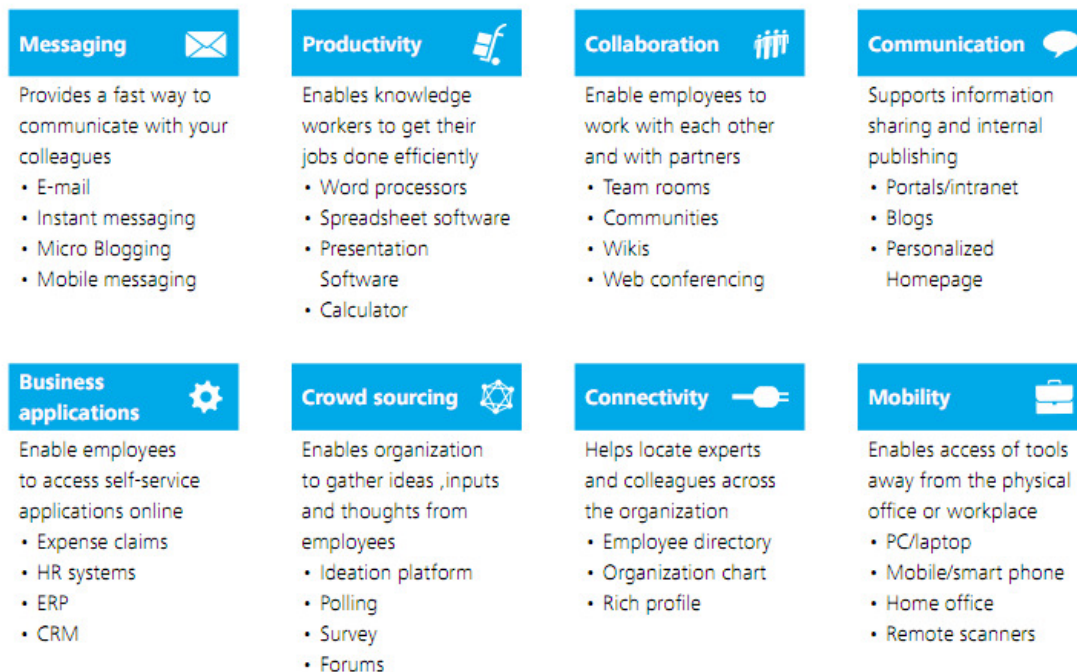 Messaging
Provides a fast way to
communicate with your
colleagues
• E-mail
• Instant messaging
• Micro Blogging
• Mobile messaging
Productivity
Enables knowledge
workers to get their
jobs done efficiently
• Word processors
• Spreadsheet software
• Presentation
Software
• Calculator
Collaboration
Enable employees to
work with each other
and with partners
• Team rooms
• Communities
• Wikis
• Web conferencing
Communication
Supports information
sharing and internal
publishing
• Portals/intranet
• Blogs
• Personalized
Homepage
Business
applications
Enable employees
to access self-service
applications online
• Expense claims
• HR systems
• ERP
• CRM
Crowd sourcing
Enables organization
to gather ideas ,inputs
and thoughts from
employees
• Ideation platform
• Polling
• Survey
• Forums
Connectivity
Helps locate experts
and colleagues across
the organization
• Employee directory
• Organization chart
• Rich profile
Mobility
Enables access of tools
away from the physical
office or workplace
• PC/laptop
• Mobile/smart phone
• Home office
• Remote scanners